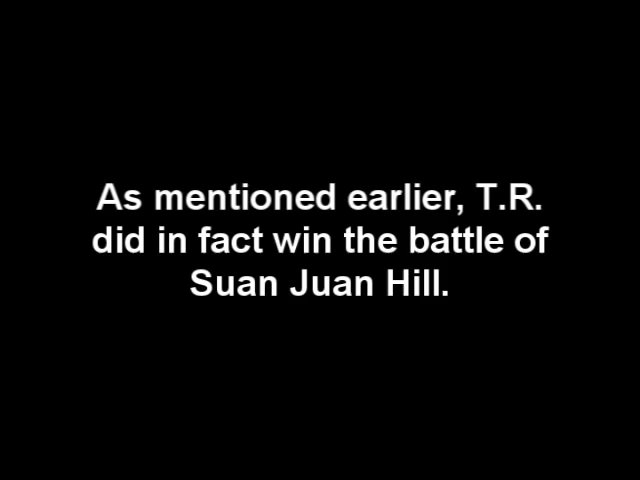 As mentioned earlier, T.R.
did in fact win the battle of
Suan Juan Hill.